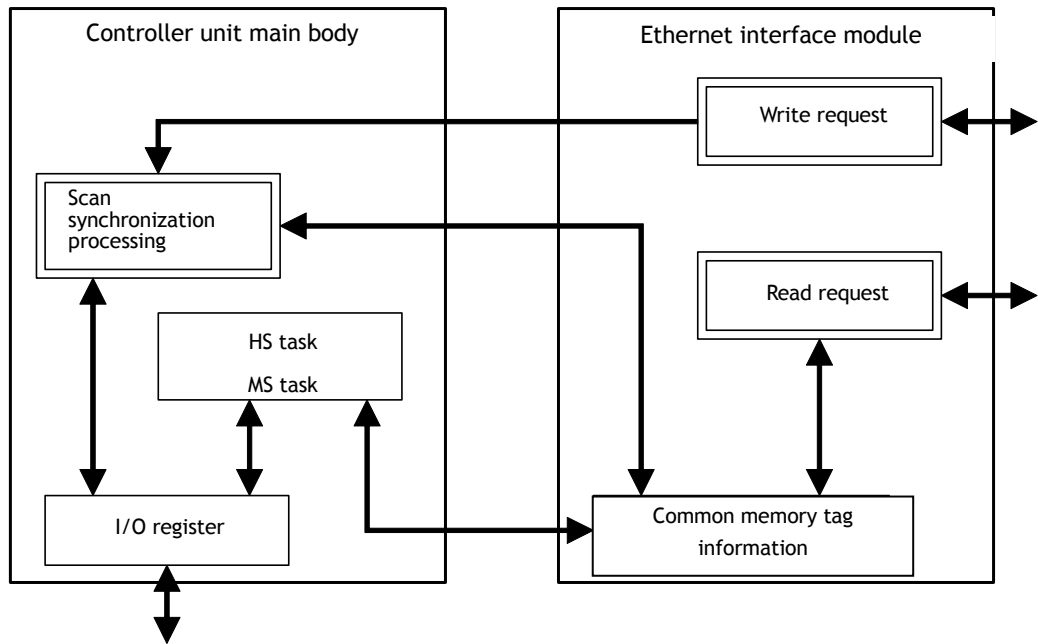 Controller unit main body
Ethernet interface module
Write request
Scan
synchronization
processing
Read request
HS task
MS task
I/O register
Common memory tag
information